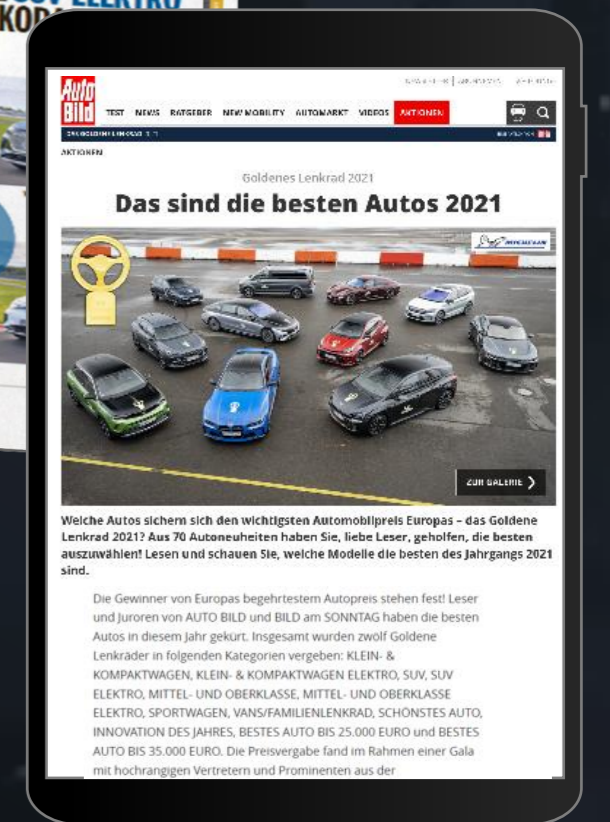 ELEKTRO
Auto
Bild
TEST NEWS RATGEBER NEW MOBILITY AUTOMARKT VIDEOS AKTIONEN
AKTIONEN
Goldenes Lenkrad 2021
Das sind die besten Autos 2021
MICHELIN
ZUR GALERIE
Welche Autos sichern sich den wichtigsten Automobilpreis Europas – das Goldene
Lenkrad 2021? Aus 70 Autoneuheiten haben Sie, liebe Leser, geholfen, die besten
auszuwählen! Lesen und schauen Sie, welche Modelle die besten des Jahrgangs 2021
sind.
Die Gewinner von Europas begehrtestem Autopreis stehen fest! Leser
und Juroren von AUTO BILD und BILD am SONNTAG haben die besten
Autos in diesem Jahr gekürt. Insgesamt wurden zwölf Goldene
Lenkräder in folgenden Kategorien vergeben: KLEIN- &
KOMPAKTWAGEN, KLEIN- & KOMPAKTWAGEN ELEKTRO, SUV, SUV
ELEKTRO, MITTEL- UND OBERKLASSE, MITTEL- UND OBERKLASSE
ELEKTRO, SPORTWAGEN, VANS/FAMILIENLENKRAD, SCHÖNSTES AUTO,
INNOVATION DES JAHRES, BESTES AUTO BIS 25.000 EURO und BESTES
AUTO BIS 35.000 EURO. Die Preisvergabe fand im Rahmen einer Gala
mit hochrangigen Vertretern und Prominenten aus der